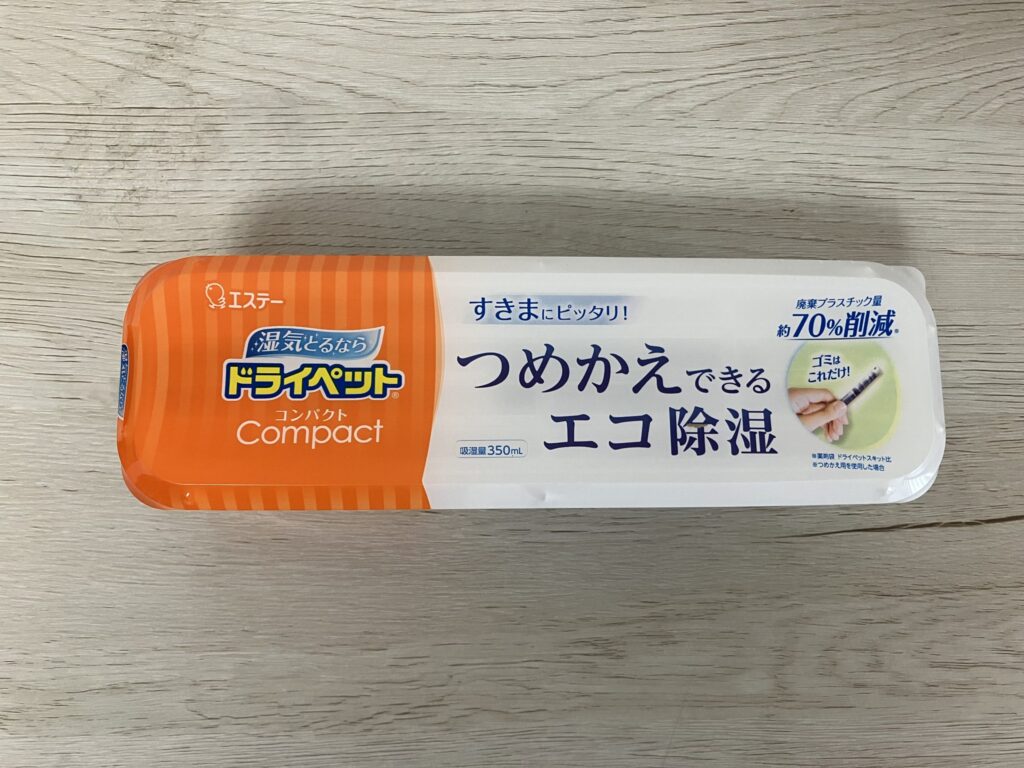 エステー
湿気とるなら
ドライペット®
コンパクト
Compact
すきまにピッタリ！
つめかえできる
エコ除湿
吸湿量350mL
廃棄プラスチック量
約70%削減※
ゴミは
これだけ！
※薬剤袋 ドライペットスキット比
※つめかえ用を使用した場合